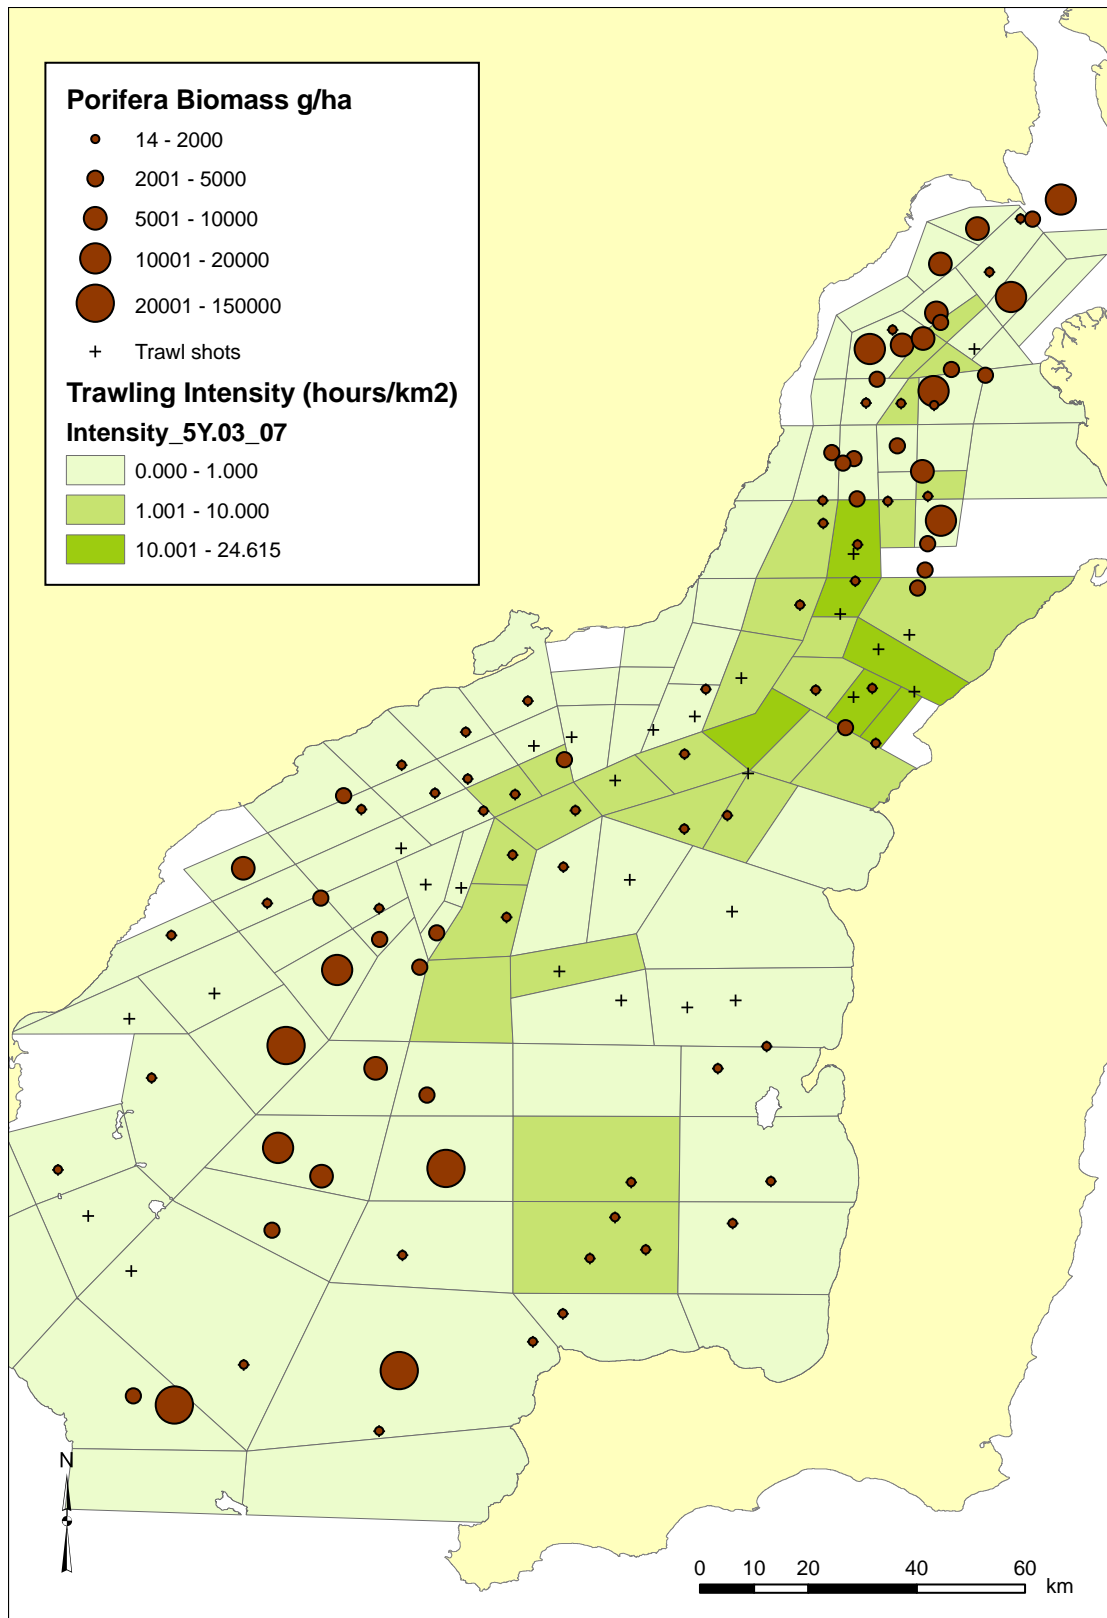 Porifera Biomass g/ha
14 - 2000
2001 - 5000
5001 - 10000
10001 - 20000
20001 - 150000
Trawl shots
Trawling Intensity (hours/km2)
Intensity_5Y.03_07
0.000 - 1.000
1.001 - 10.000
10.001 - 24.615
N
0 10 20 40 60
km